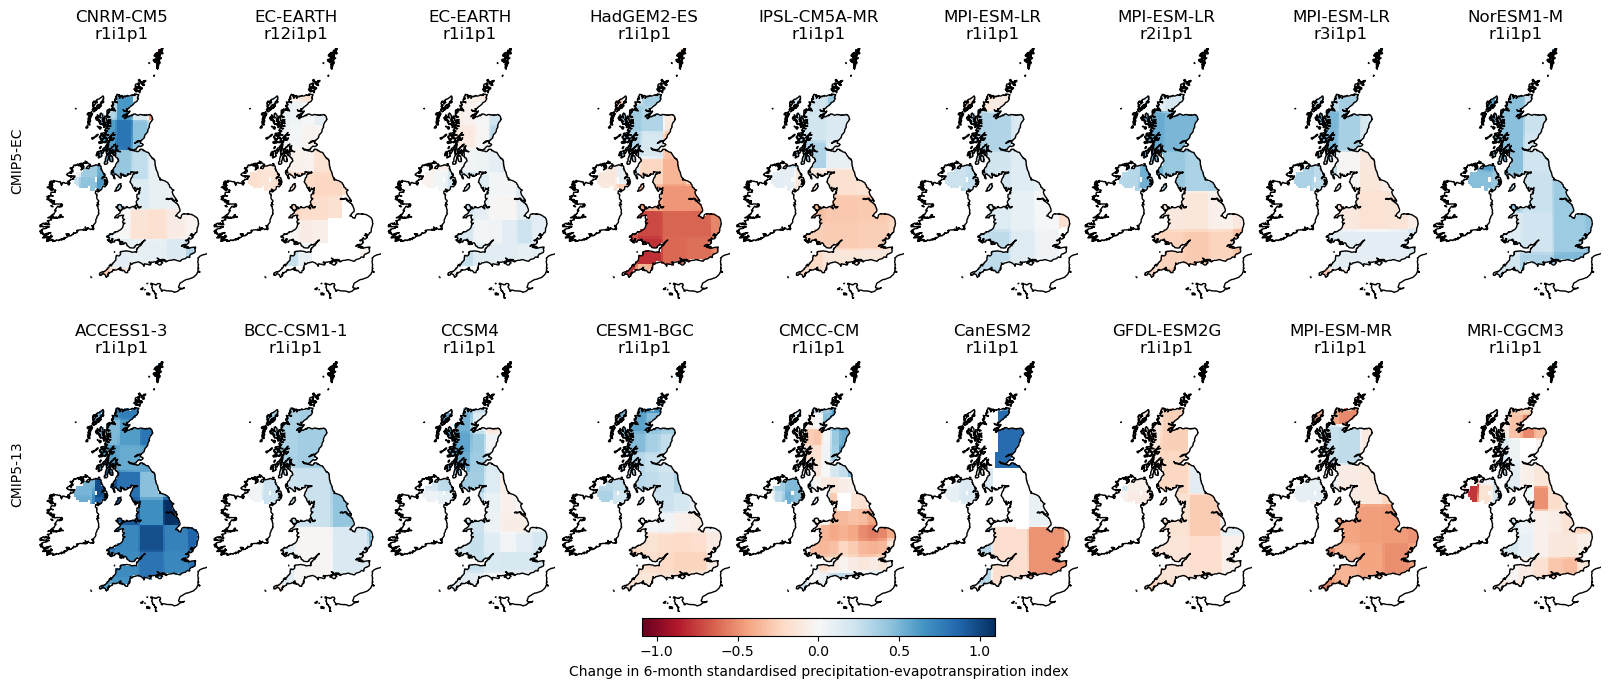 CNRM-CM5 EC-EARTH EC-EARTH HadGEM2-ES IPSL-CM5A-MR MPI-ESM-LR MPI-ESM-LR MPI-ESM-LR NorESM1-M
r1i1p1 r12i1p1 r1i1p1 r1i1p1 r1i1p1 r1i1p1 r2i1p1 r3i1p1 r1i1p1
CMIP5-EC
ACCESS1-3 BCC-CSM1-1 CCSM4 CESM1-BGC CMCC-CM CanESM2 GFDL-ESM2G MPI-ESM-MR MRI-CGCM3
r1i1p1 r1i1p1 r1i1p1 r1i1p1 r1i1p1 r1i1p1 r1i1p1 r1i1p1 r1i1p1
CMIP5-13
−1.0 −0.5 0.0 0.5 1.0
Change in 6-month standardised precipitation-evapotranspiration index